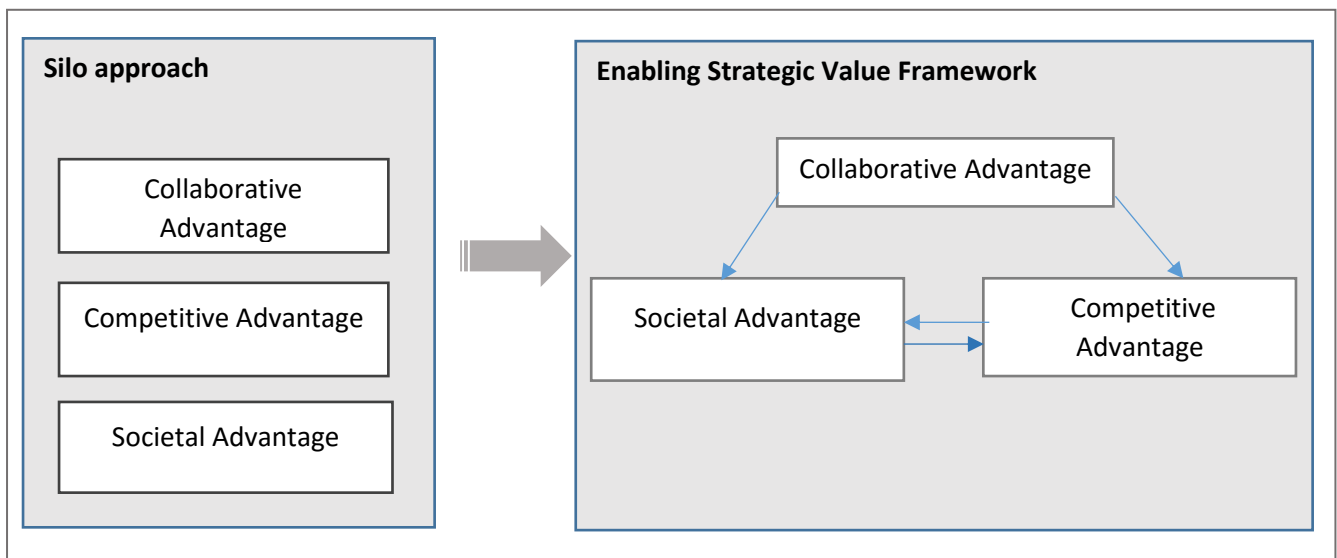 Silo approach
Collaborative
Advantage
Competitive Advantage
Societal Advantage
Enabling Strategic Value Framework
Collaborative Advantage
Societal Advantage
Competitive
Advantage